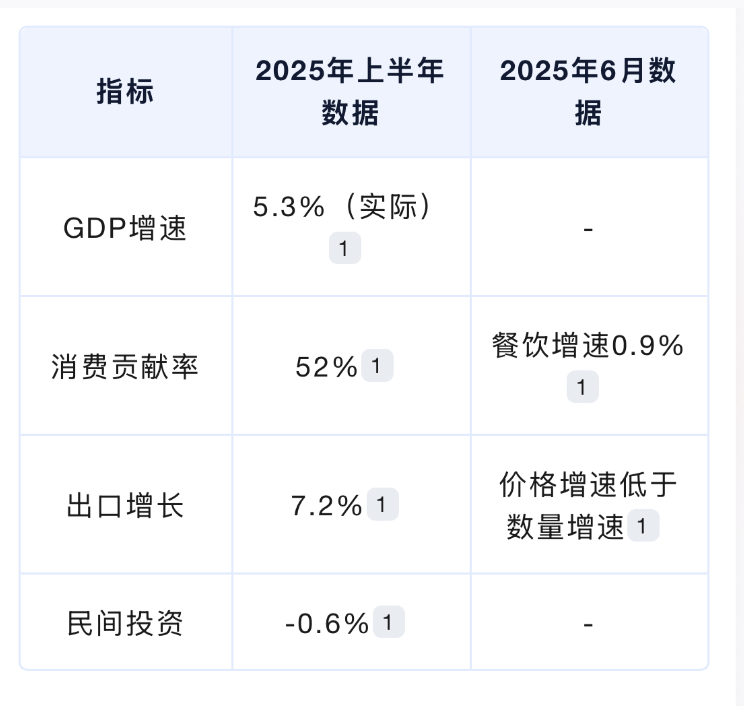 指标
2025年上半年
数据
2025年6月数
据
GDP增速
5.3%（实际）
1
-
消费贡献率
52% 1
餐饮增速0.9%
1
出口增长
7.2% 1
价格增速低于
数量增速 1
民间投资
-0.6% 1
-